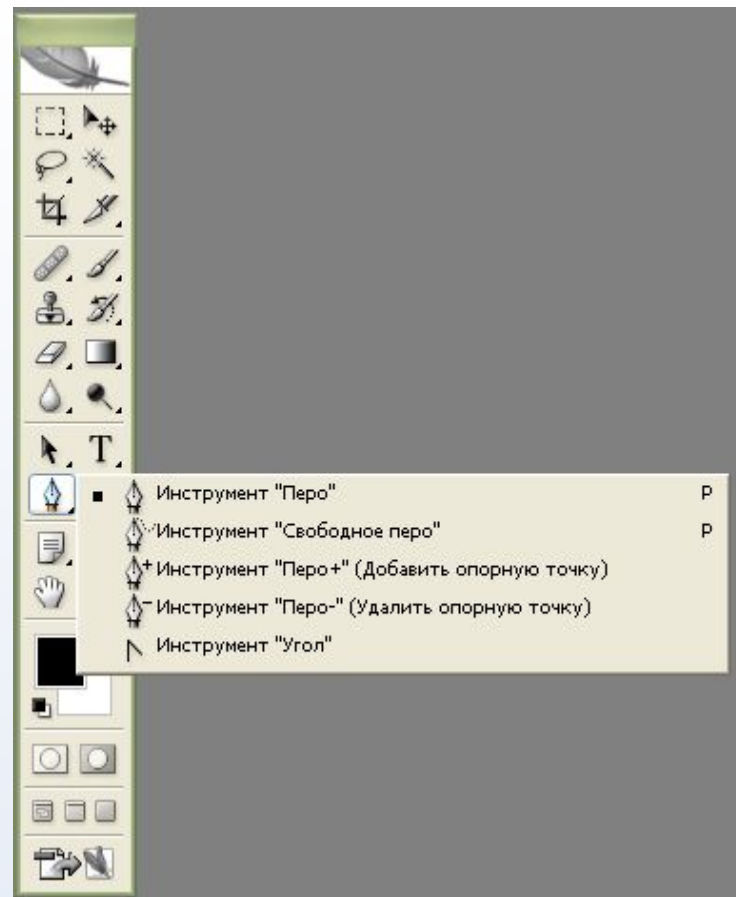 T
Инструмент "Перо" P
Инструмент "Свободное перо" P
Инструмент "Перо+" (Добавить опорную точку)
Инструмент "Перо-" (Удалить опорную точку)
Инструмент "Угол"